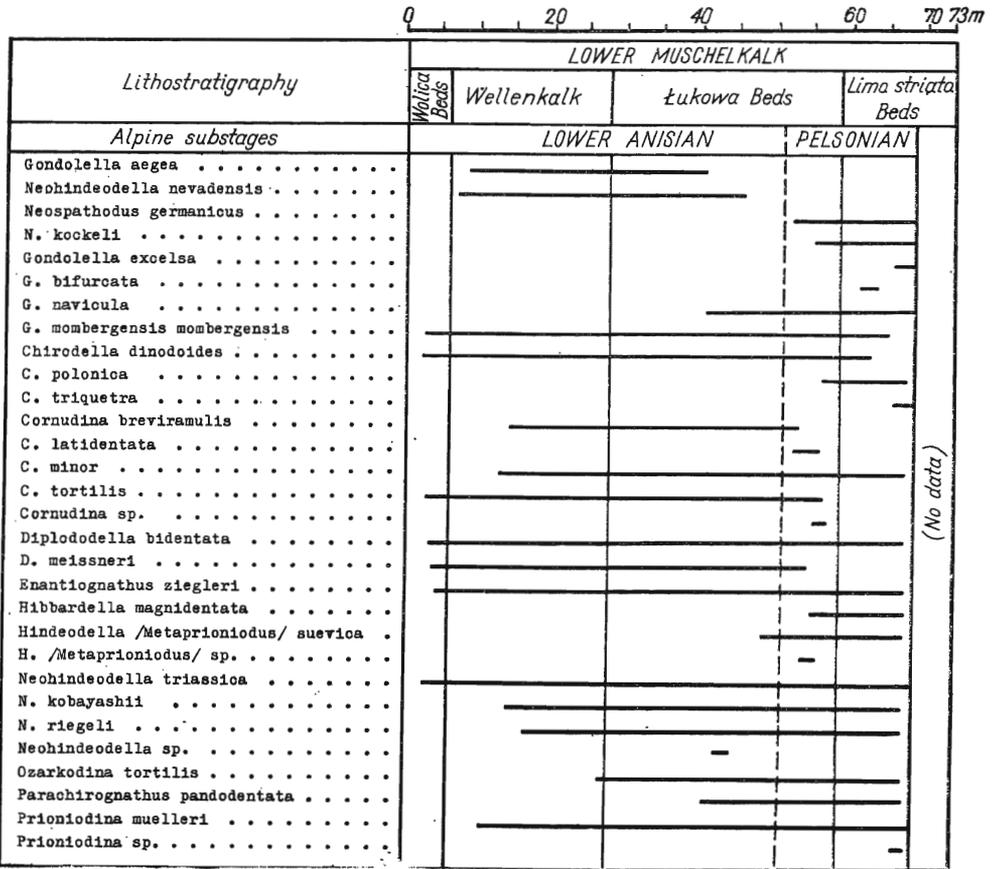 0 20 40 60 70 73m
LOWER MUSCHELKALK
Lithostratigraphy
Wolica Beds
Wellenkalk
Łukowa Beds
Lima striata Beds
Alpine substages
LOWER ANISIAN
PELSONIAN
Gondolella aegea
Neohindeodella nevadensis
Neospathodus germanicus
N. kockeli
Gondolella excelsa
G. bifurcata
G. navicula
G. mombergensis mombergensis
Chirodella dinodoides
C. polonica
C. triquetra
Cornudina breviramulis
C. latidentata
C. minor
C. tortilis
Cornudina sp.
Diplododella bidentata
D. meissneri
Enantiognathus ziegleri
Hibbardella magnidentata
Hindeodella /Metaprioniodus/ suevica
H. /Metaprioniodus/ sp.
Neohindeodella triassica
N. kobayashii
N. riegeli
Neohindeodella sp.
Ozarkodina tortilis
Parachirognathus pandodentata
Prioniodina muelleri
Prioniodina sp.
(No data)